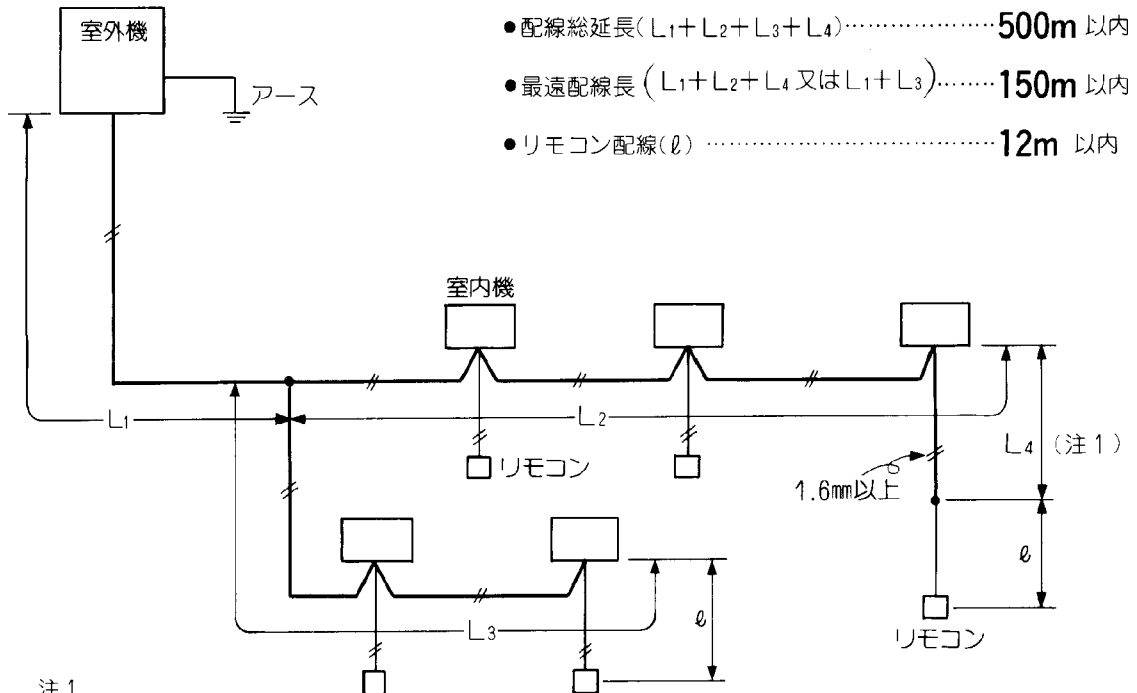 室外機
アース
●配線総延長(L1+L2+L3+L4)……………500m 以内
●最遠配線長(L1+L2+L4 又はL1+L3)………150m 以内
●リモコン配線(ℓ)……………………………12m 以内
室内機
L1
L2
リモコン
L4 (注1)
1.6mm以上
ℓ
L3
ℓ
リモコン
注1